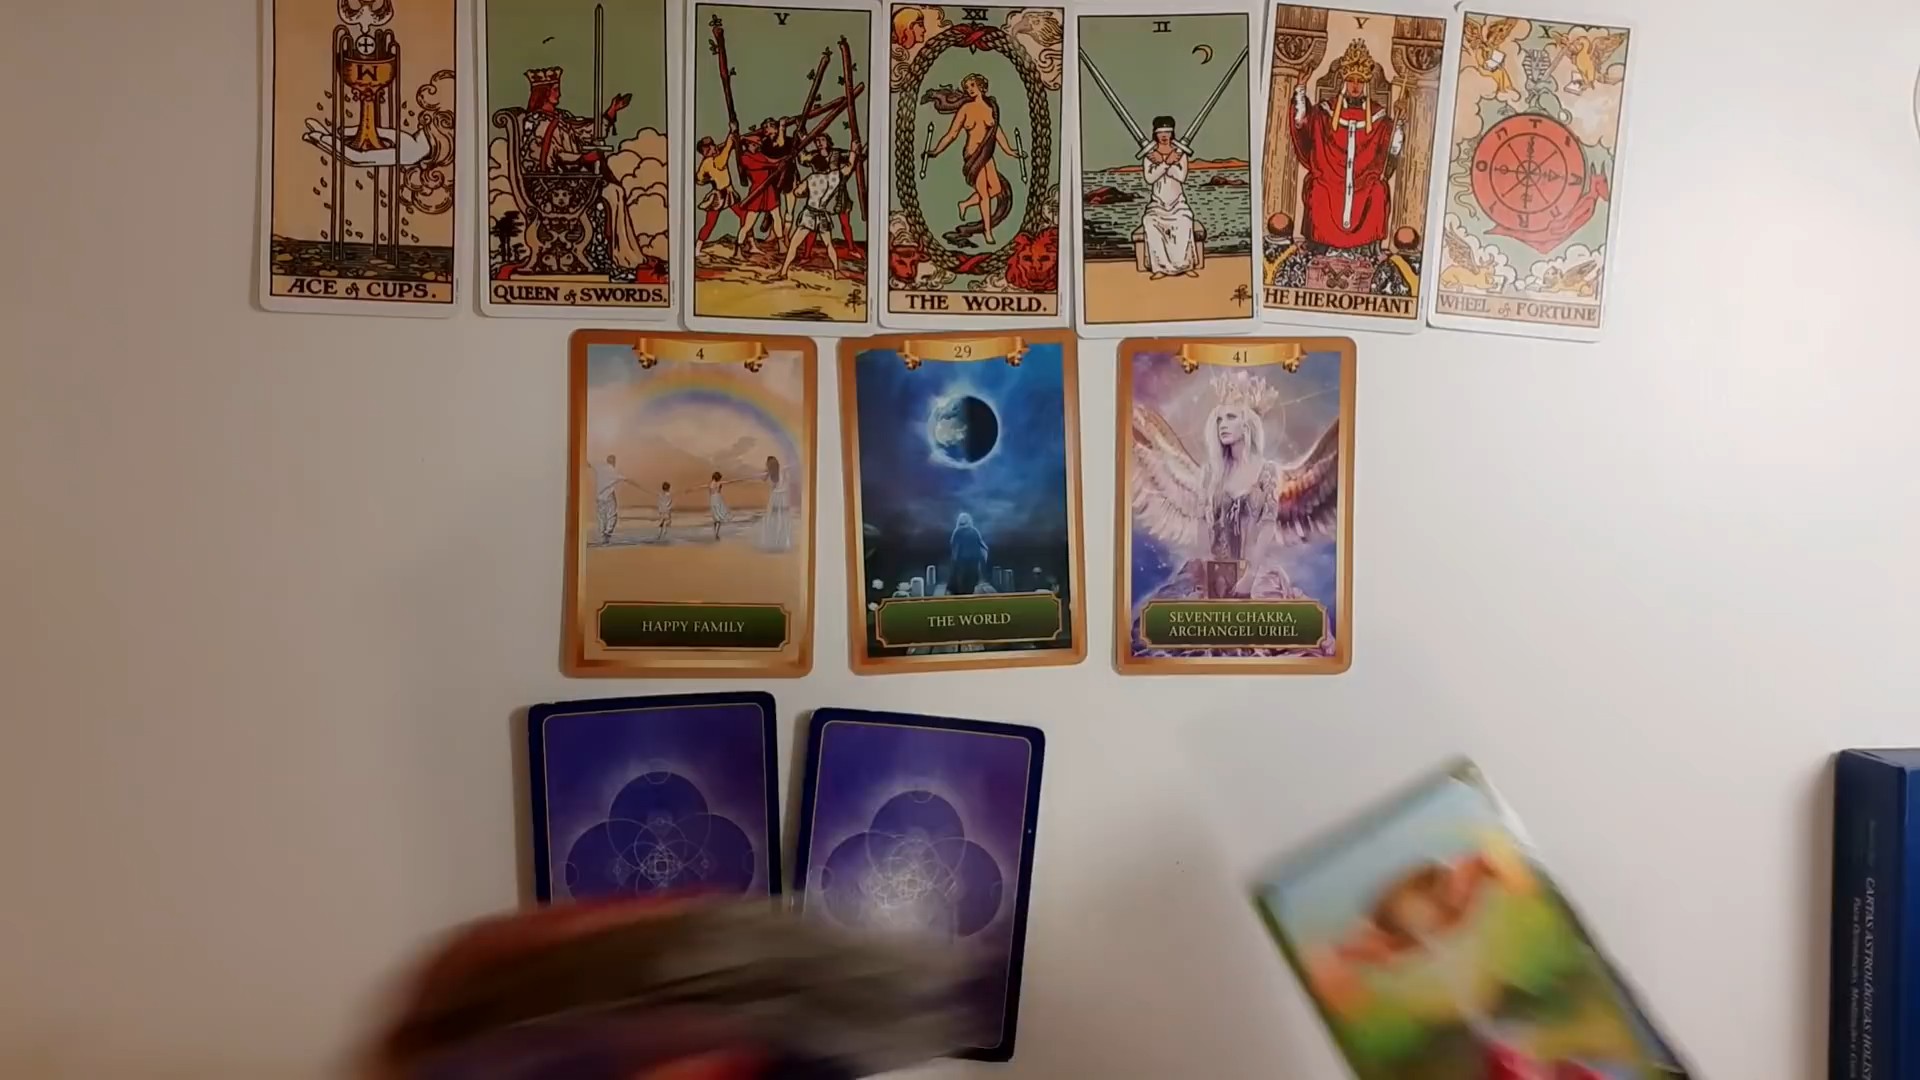 V
XXI
II
V
X
ACE of CUPS.
QUEEN of SWORDS.
THE WORLD.
HE HIEROPHANT
WHEEL of FORTUNE
4
29
41
HAPPY FAMILY
THE WORLD
SEVENTH CHAKRA,
ARCHANGEL URIEL
CARTAS ASTROLÓGICAS